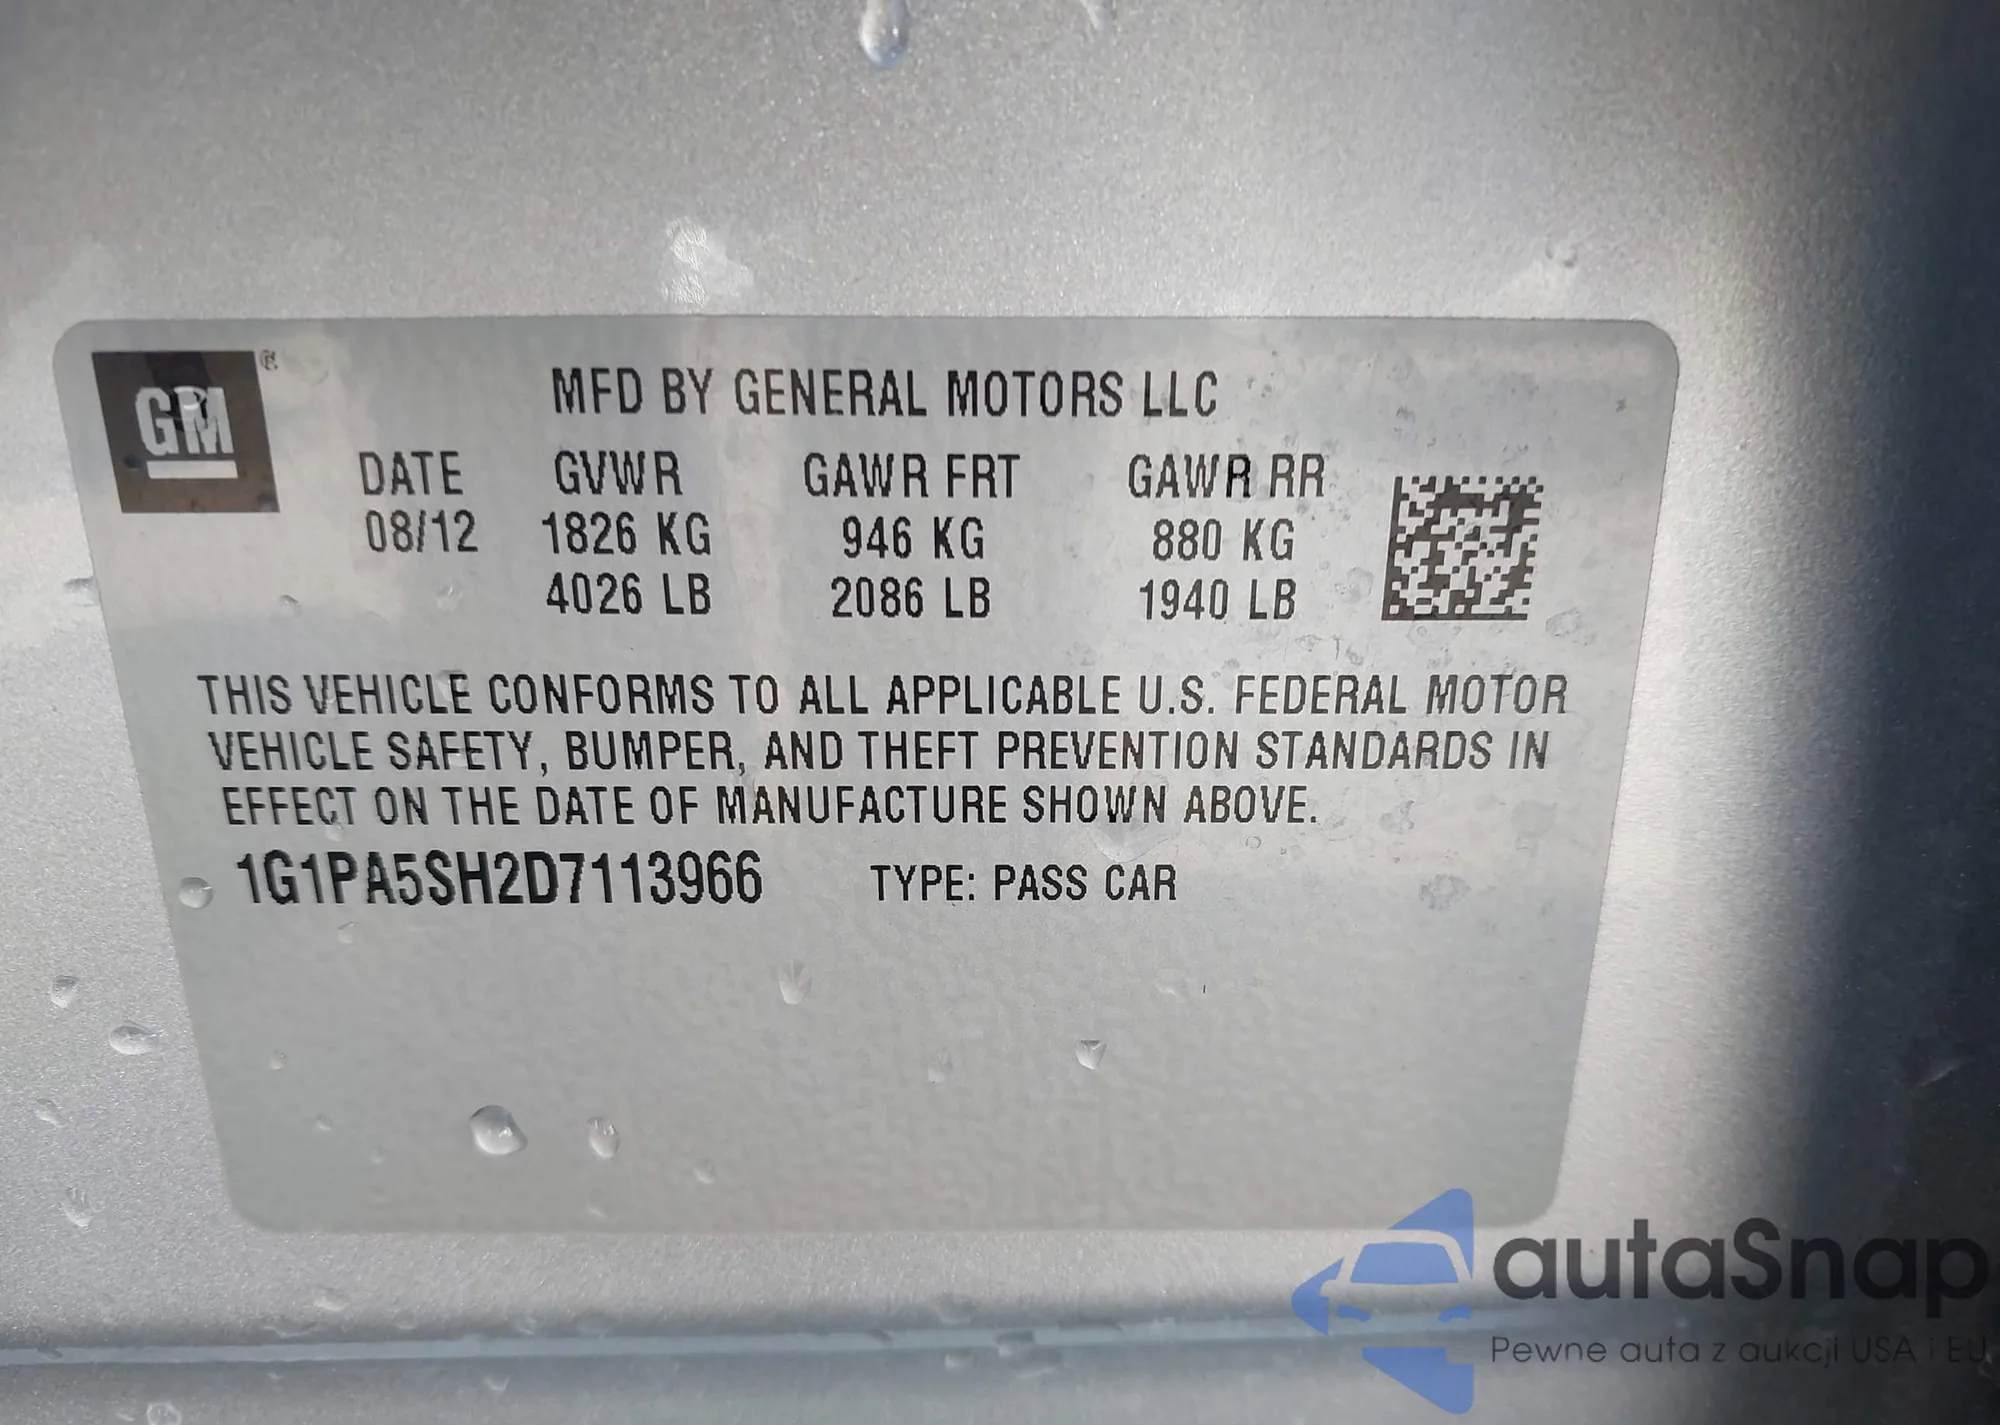 GM ®
MFD BY GENERAL MOTORS LLC
DATE GVWR GAWR FRT GAWR RR
08/12 1826 KG 946 KG 880 KG
4026 LB 2086 LB 1940 LB
THIS VEHICLE CONFORMS TO ALL APPLICABLE U.S. FEDERAL MOTOR
VEHICLE SAFETY, BUMPER, AND THEFT PREVENTION STANDARDS IN
EFFECT ON THE DATE OF MANUFACTURE SHOWN ABOVE.
1G1PA5SH2D7113966 TYPE: PASS CAR
autaSnap
Pewne auta z aukcji USA i EU